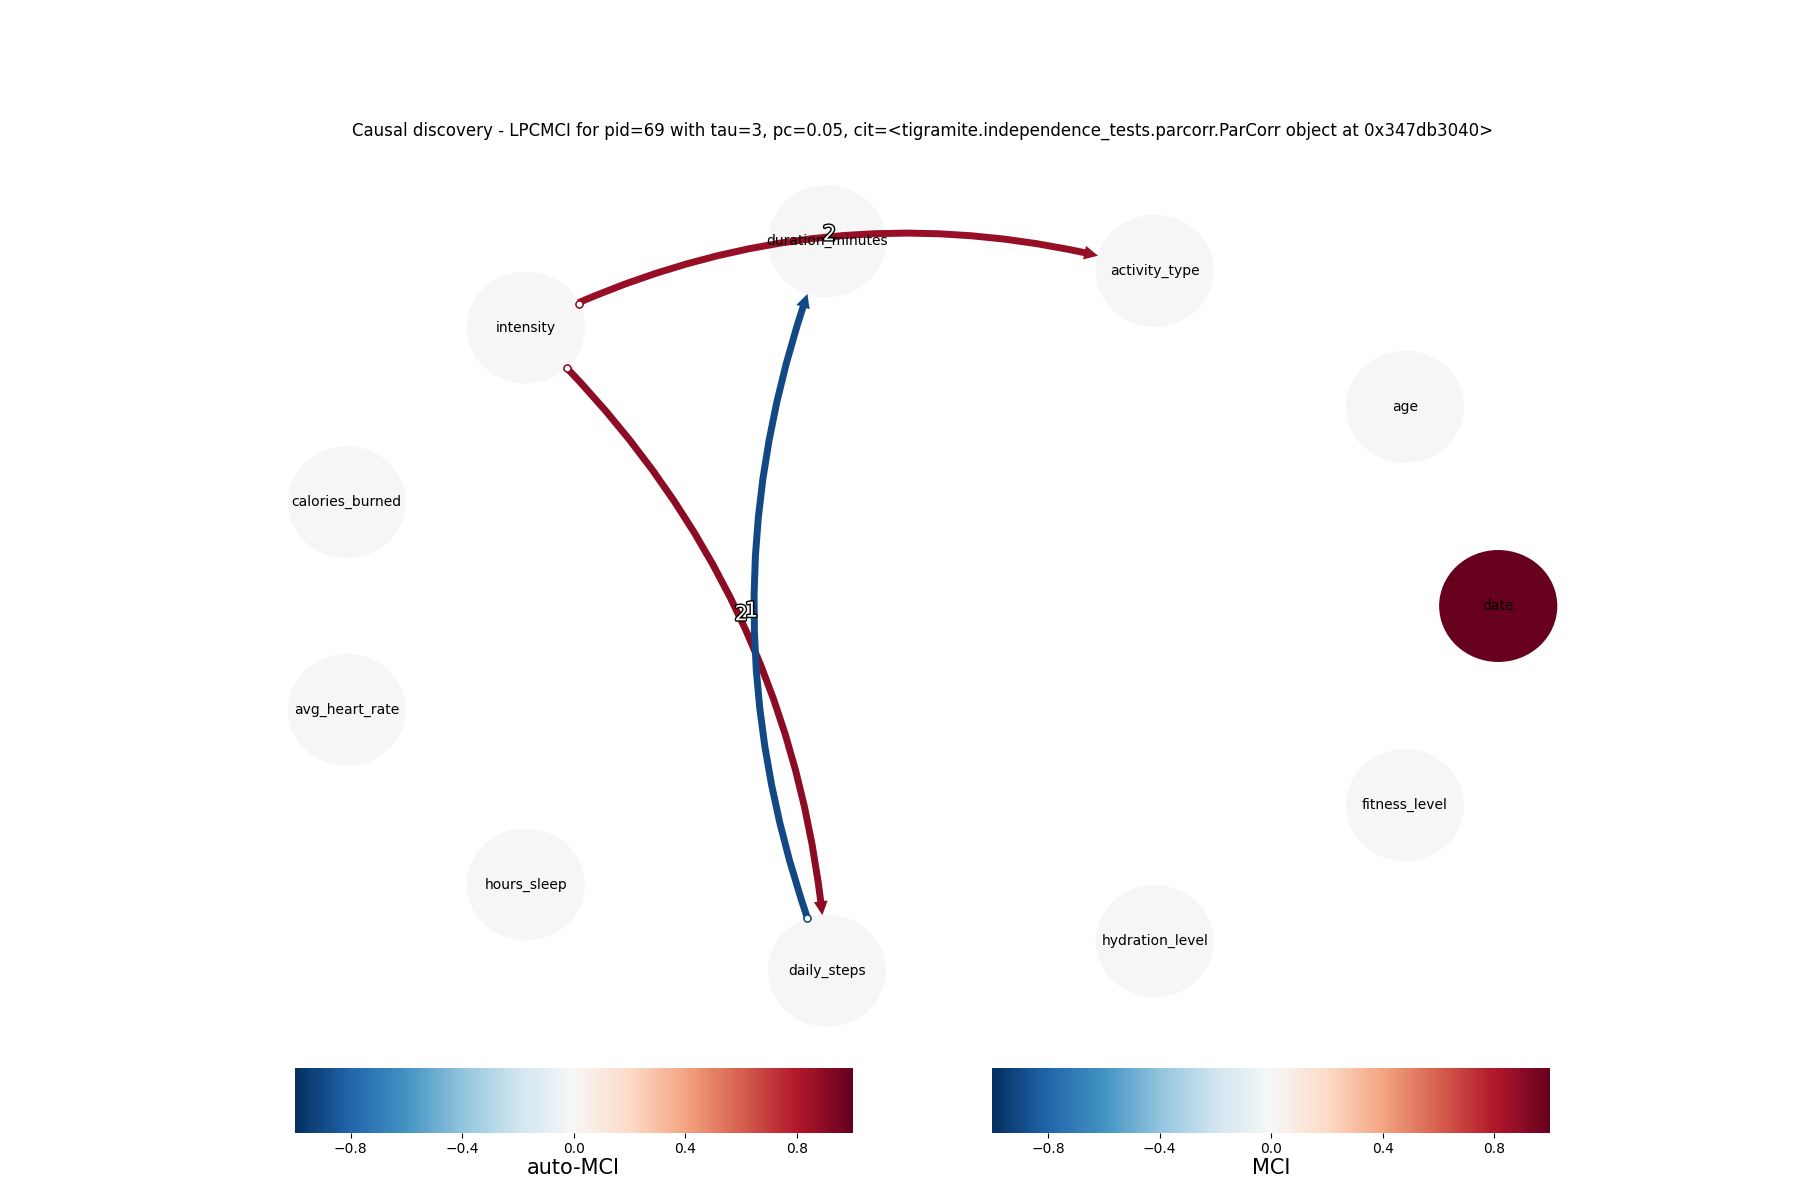 Causal discovery - LPCMCI for pid=69 with tau=3, pc=0.05, cit=<tigramite.independence_tests.parcorr.ParCorr object at 0x347db3040>
duration_minutes
2
activity_type
intensity
age
calories_burned
date
2
1
avg_heart_rate
fitness_level
hours_sleep
hydration_level
daily_steps
−0.8 −0.4 0.0 0.4 0.8
auto-MCI
−0.8 −0.4 0.0 0.4 0.8
MCI